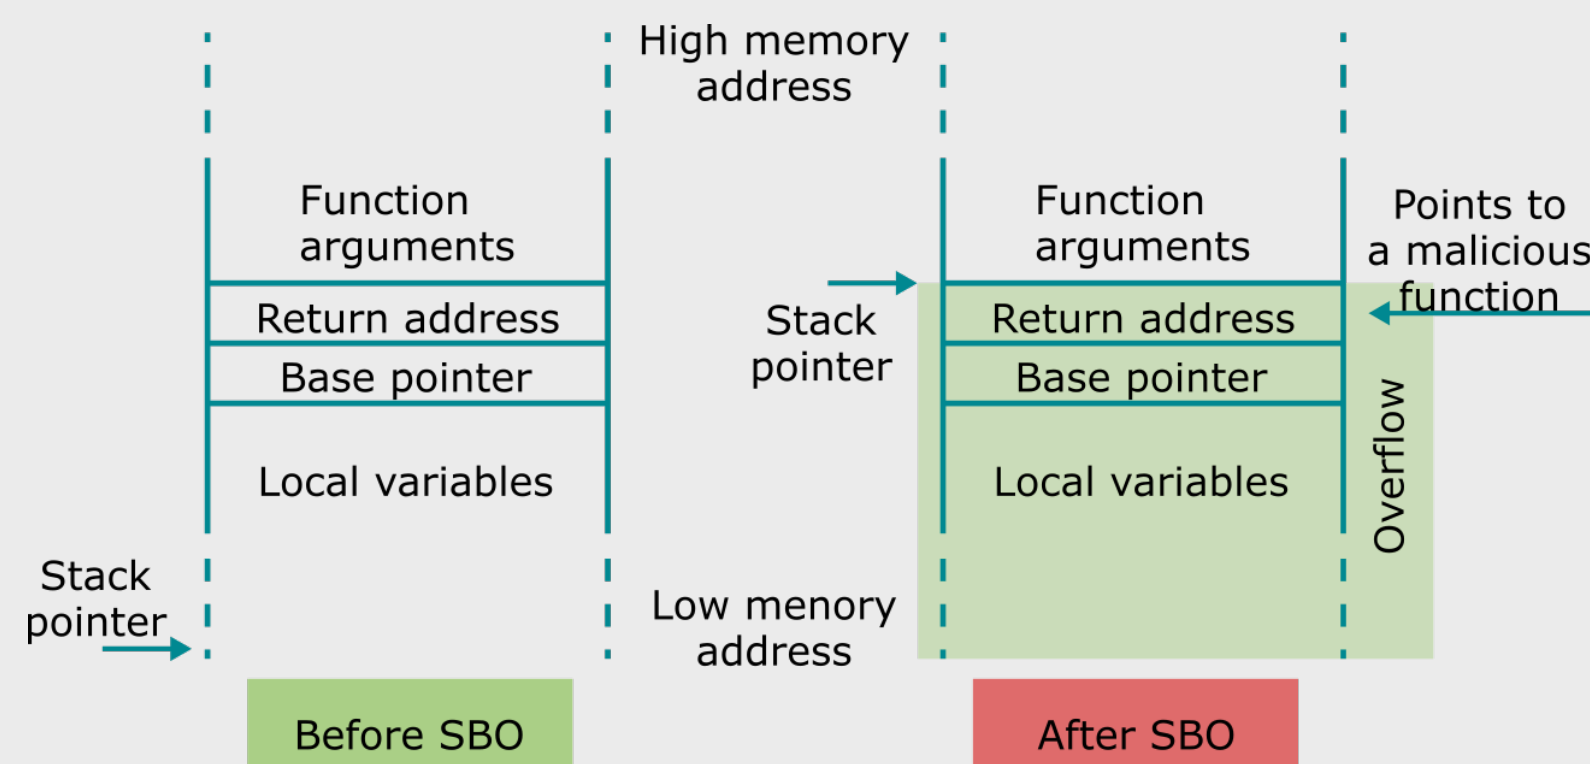 High memory
address
Function
arguments
Return address
Base pointer
Local variables
Stack
pointer
Before SBO
Low menory
address
Function
arguments
Return address
Base pointer
Local variables
Stack
pointer
Points to
a malicious
function
Overflow
After SBO